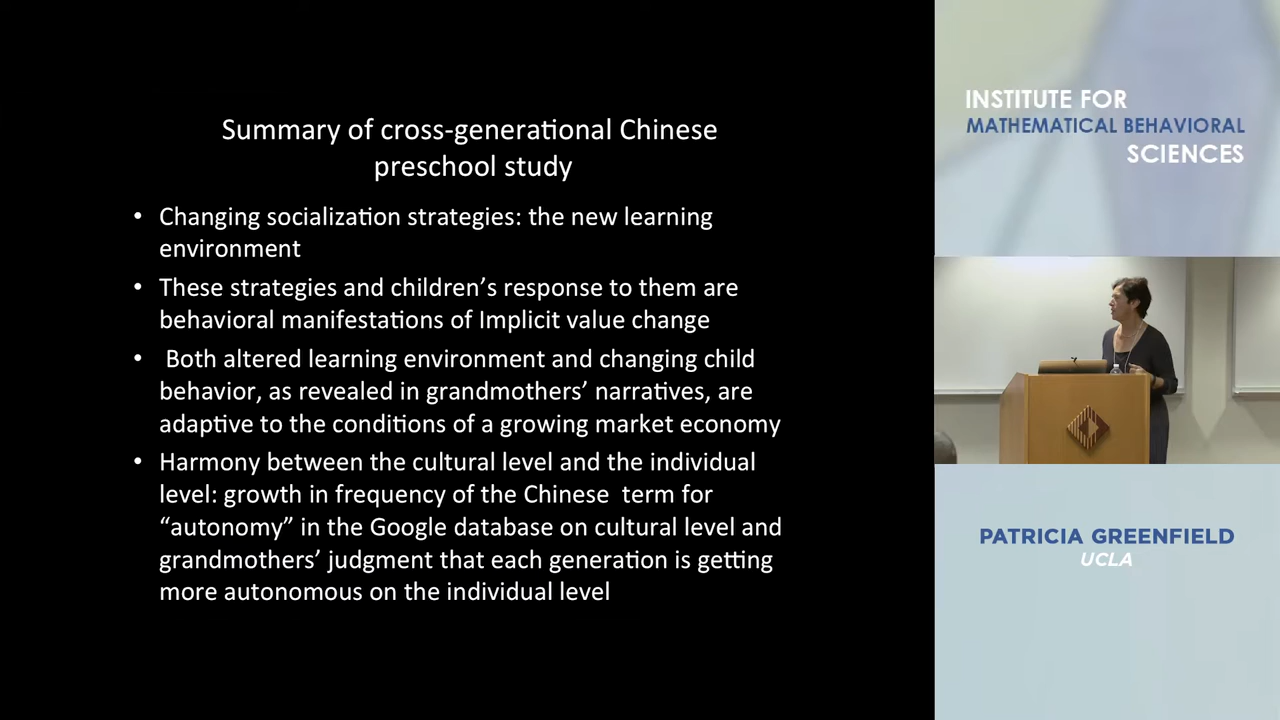 Summary of cross-generational Chinese
preschool study
• Changing socialization strategies: the new learning
environment
• These strategies and children’s response to them are
behavioral manifestations of Implicit value change
• Both altered learning environment and changing child
behavior, as revealed in grandmothers’ narratives, are
adaptive to the conditions of a growing market economy
• Harmony between the cultural level and the individual
level: growth in frequency of the Chinese term for
“autonomy” in the Google database on cultural level and
grandmothers’ judgment that each generation is getting
more autonomous on the individual level
INSTITUTE FOR
MATHEMATICAL BEHAVIORAL
SCIENCES
PATRICIA GREENFIELD
UCLA